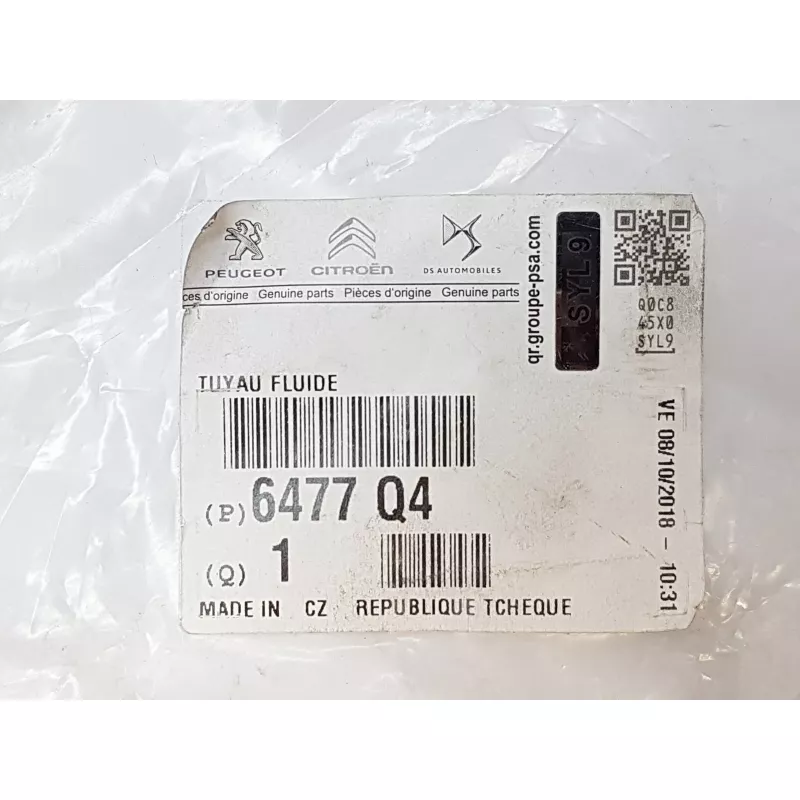 PEUGEOT CITROËN DS AUTOMOBILES
ces d'origine Genuine parts Pièces d'origine Genuine parts
qr.groupe-psa.com
SYL9
Q0C8
45X0
SYL9
TUYAU FLUIDE
(P) 6477 Q4
(Q) 1
MADE IN CZ REPUBLIQUE TCHEQUE
VE 08/10/2018 - 10:31